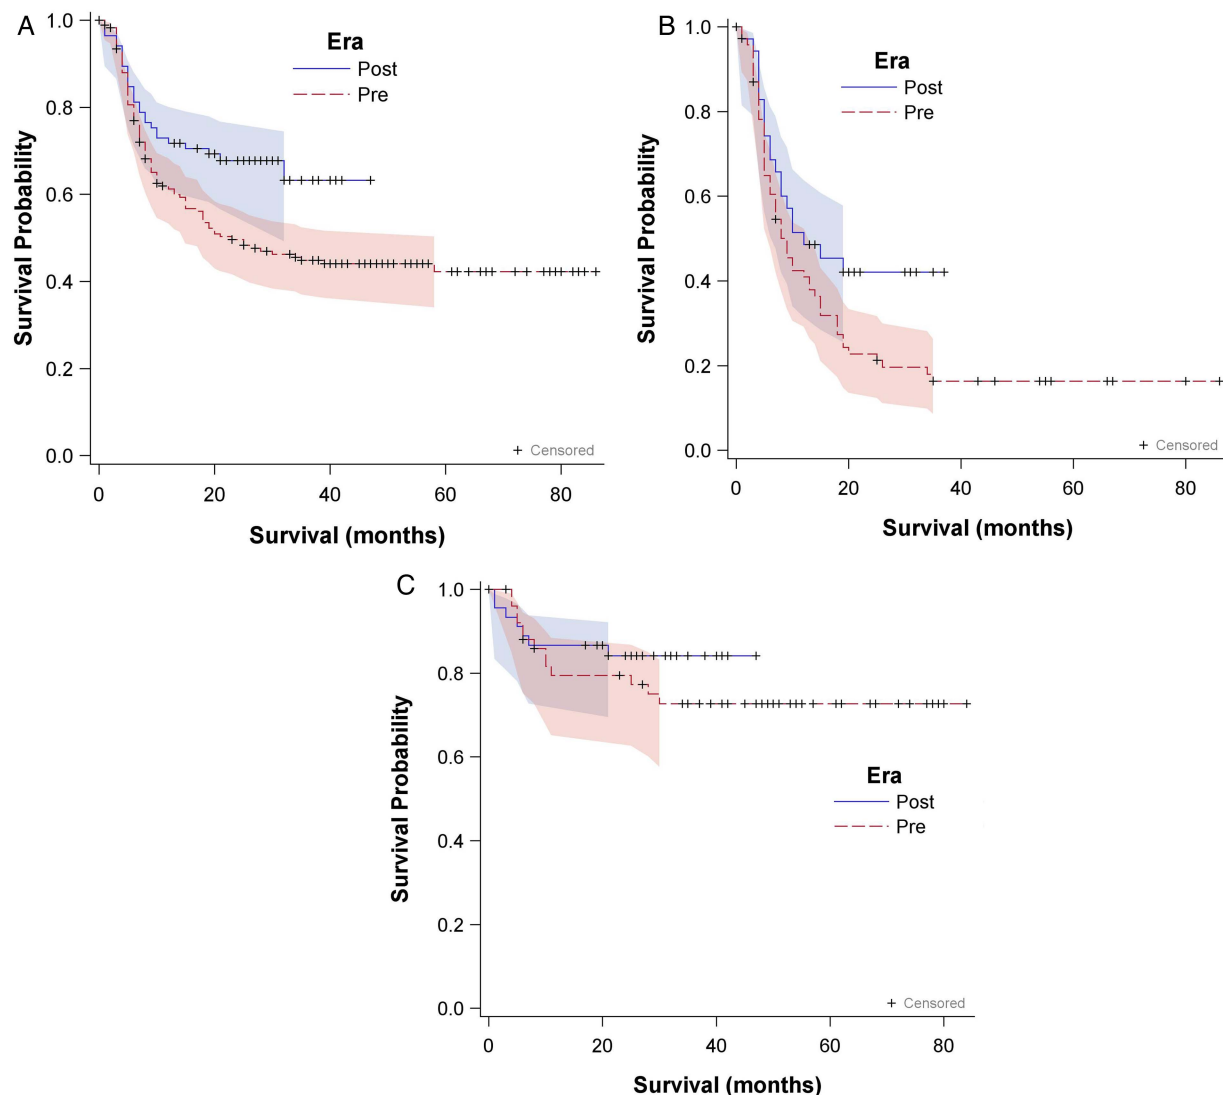 A
Era
Post
Pre
Survival Probability
1.0
0.8
0.6
0.4
0.2
0.0
+ Censored
0 20 40 60 80
Survival (months)
B
Era
Post
Pre
Survival Probability
1.0
0.8
0.6
0.4
0.2
0.0
+ Censored
0 20 40 60 80
Survival (months)
C
Survival Probability
1.0
0.8
0.6
0.4
0.2
0.0
Era
Post
Pre
+ Censored
0 20 40 60 80
Survival (months)